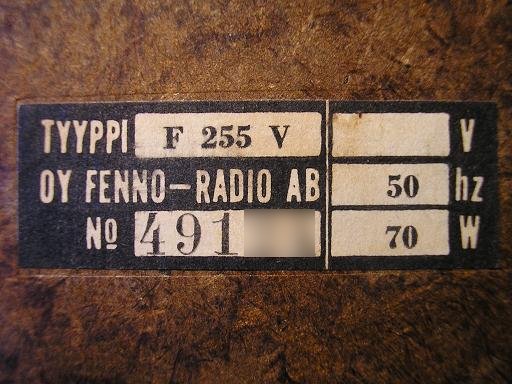 TYYPPI F 255 V V
OY FENNO-RADIO AB 50 hz
No 491 70 W